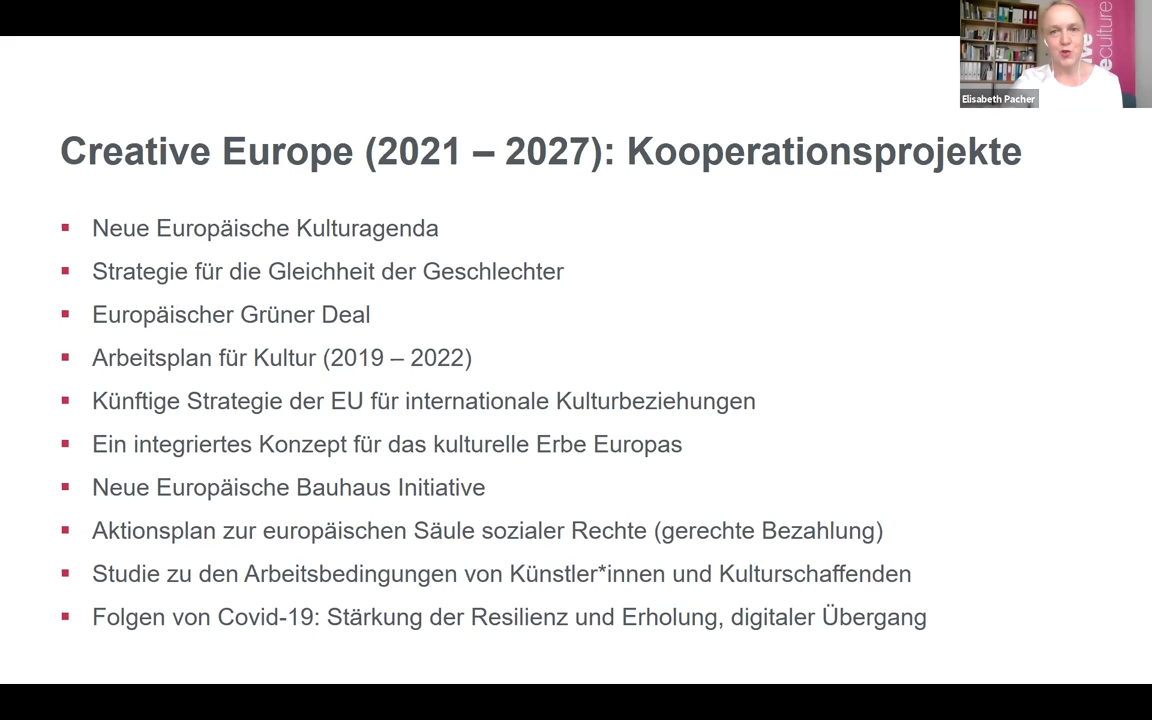 eculture
ive
Elisabeth Pacher
Creative Europe (2021 – 2027): Kooperationsprojekte
Neue Europäische Kulturagenda
Strategie für die Gleichheit der Geschlechter
Europäischer Grüner Deal
Arbeitsplan für Kultur (2019 – 2022)
Künftige Strategie der EU für internationale Kulturbeziehungen
Ein integriertes Konzept für das kulturelle Erbe Europas
Neue Europäische Bauhaus Initiative
Aktionsplan zur europäischen Säule sozialer Rechte (gerechte Bezahlung)
Studie zu den Arbeitsbedingungen von Künstler*innen und Kulturschaffenden
Folgen von Covid-19: Stärkung der Resilienz und Erholung, digitaler Übergang